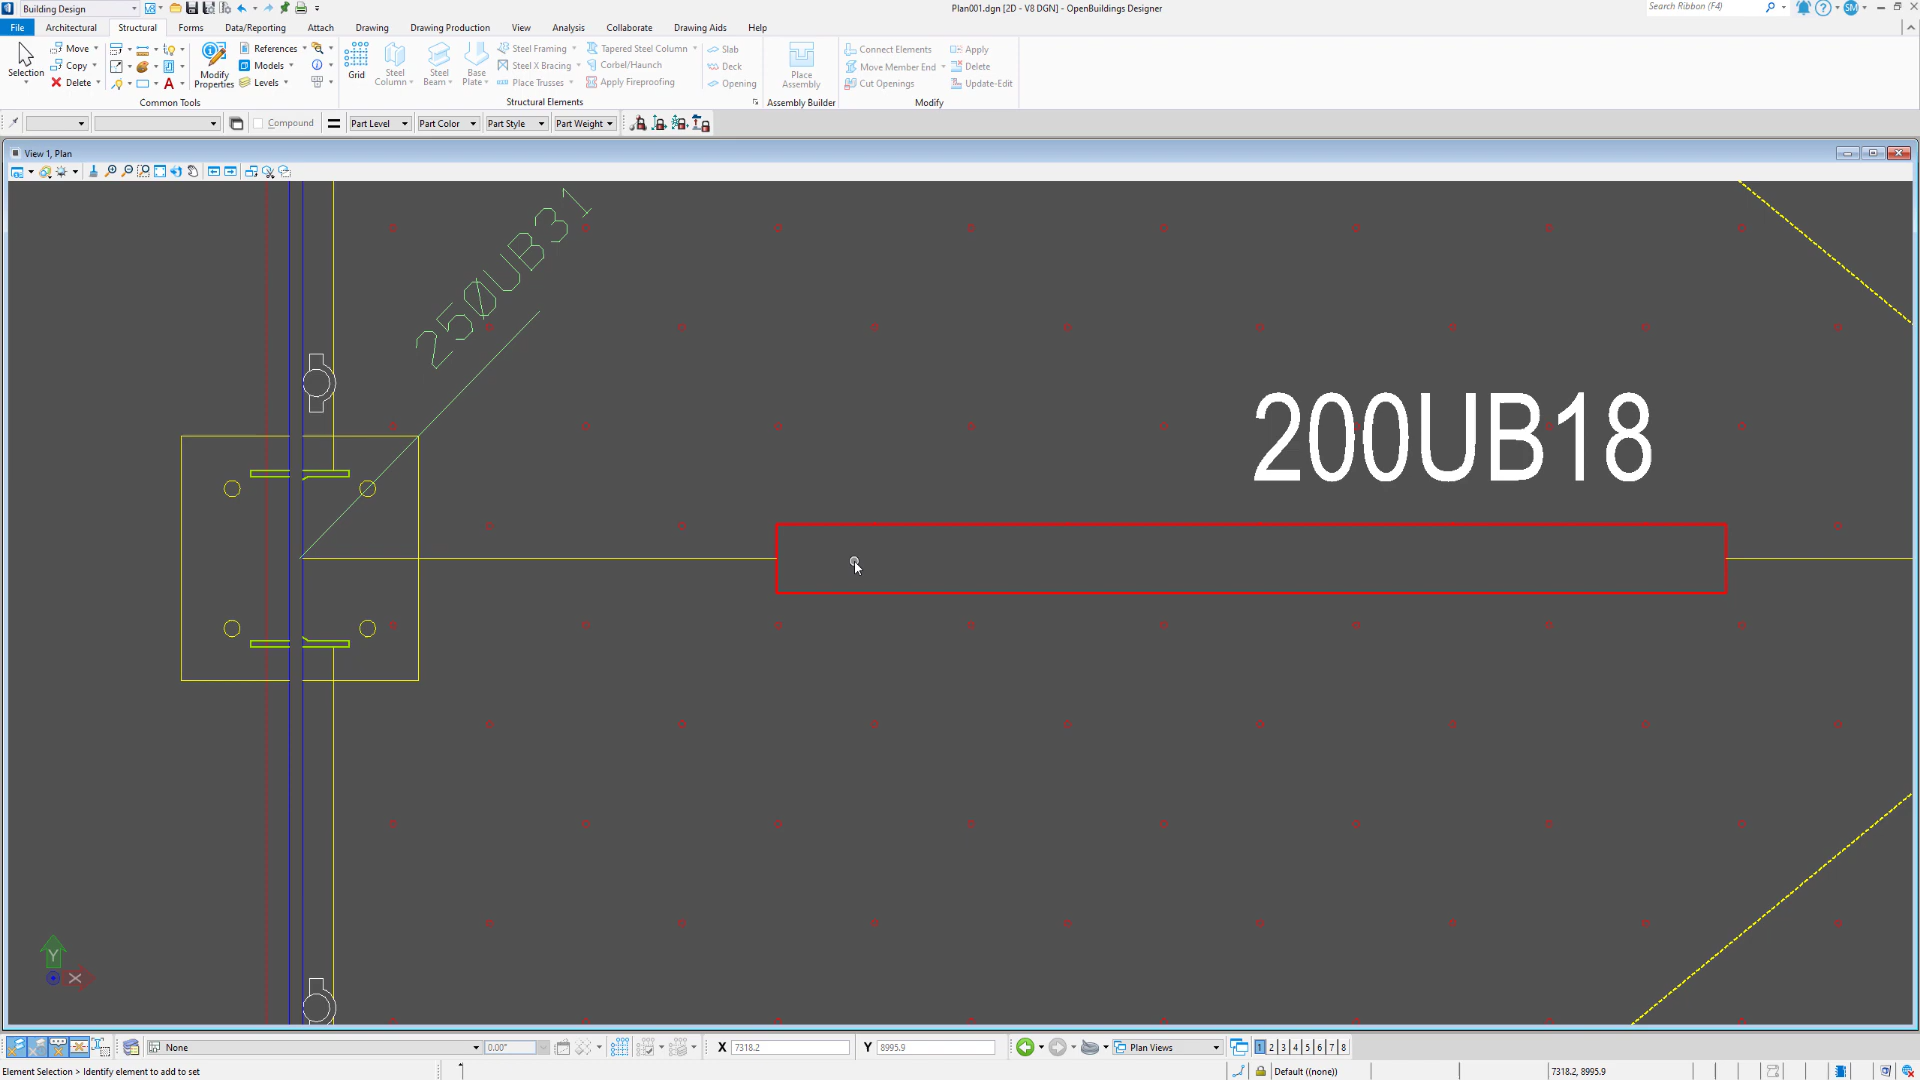 Building Design
Plan001.dgn [2D - V8 DGN] - OpenBuildings Designer
Search Ribbon (F4)
SM
File Architectural Structural Forms Data/Reporting Attach Drawing View Analysis Collaborate Drawing Production Drawing Aids Help
Selection
Move
Copy
Delete
Modify Properties
References
Models
Levels
Common Tools
Grid
Steel Column
Steel Beam
Base Plate
Steel Framing
Steel X Bracing
Place Trusses
Tapered Steel Column
Corbel/Haunch
Apply Fireproofing
Slab
Deck
Opening
Structural Elements
Place Assembly
Assembly Builder
Connect Elements
Move Member End
Cut Openings
Apply
Delete
Update-Edit
Modify
Compound
Part Level
Part Color
Part Style
Part Weight
View 1, Plan
250UB31
200UB18
Y
X
None
0.00°
X 7318.2
Y 8995.9
Plan Views
1 2 3 4 5 6 7 8
Element Selection > Identify element to add to set
Default ((none))
7318.2, 8995.9